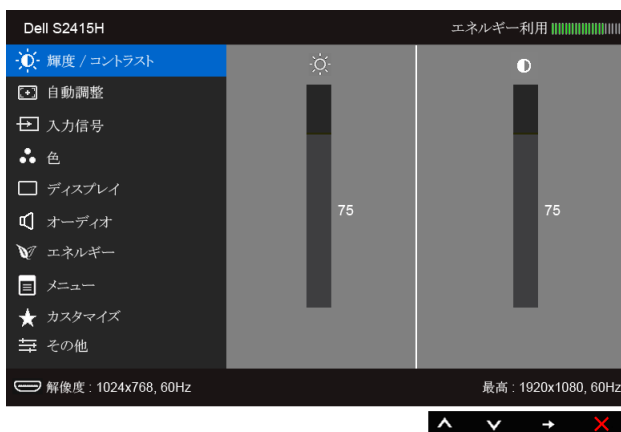 Dell S2415H
エネルギー利用
輝度 / コントラスト
自動調整
入力信号
色
ディスプレイ
オーディオ
エネルギー
メニュー
カスタマイズ
その他
75
75
解像度 : 1024x768, 60Hz
最高 : 1920x1080, 60Hz